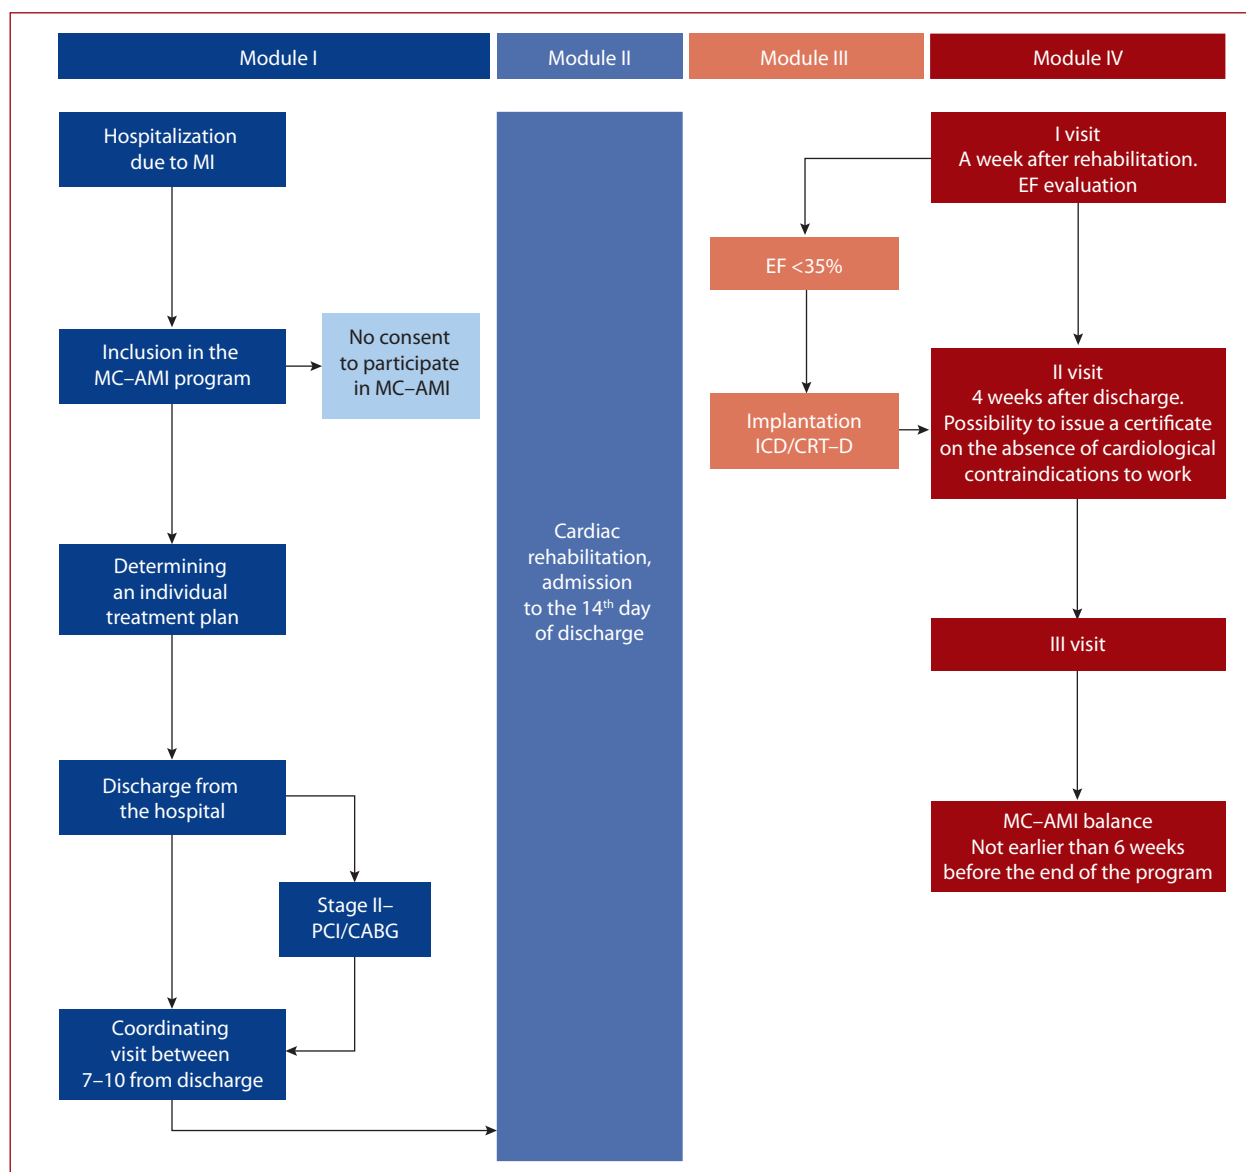 Module I
Module II
Module III
Module IV
Hospitalization
due to MI
Inclusion in the
MC–AMI program
No consent
to participate
in MC–AMI
Determining
an individual
treatment plan
Discharge from
the hospital
Stage II–
PCI/CABG
Coordinating
visit between
7–10 from discharge
Cardiac
rehabilitation,
admission
to the 14th day
of discharge
EF <35%
Implantation
ICD/CRT–D
I visit
A week after rehabilitation.
EF evaluation
II visit
4 weeks after discharge.
Possibility to issue a certificate
on the absence of cardiological
contraindications to work
III visit
MC–AMI balance
Not earlier than 6 weeks
before the end of the program